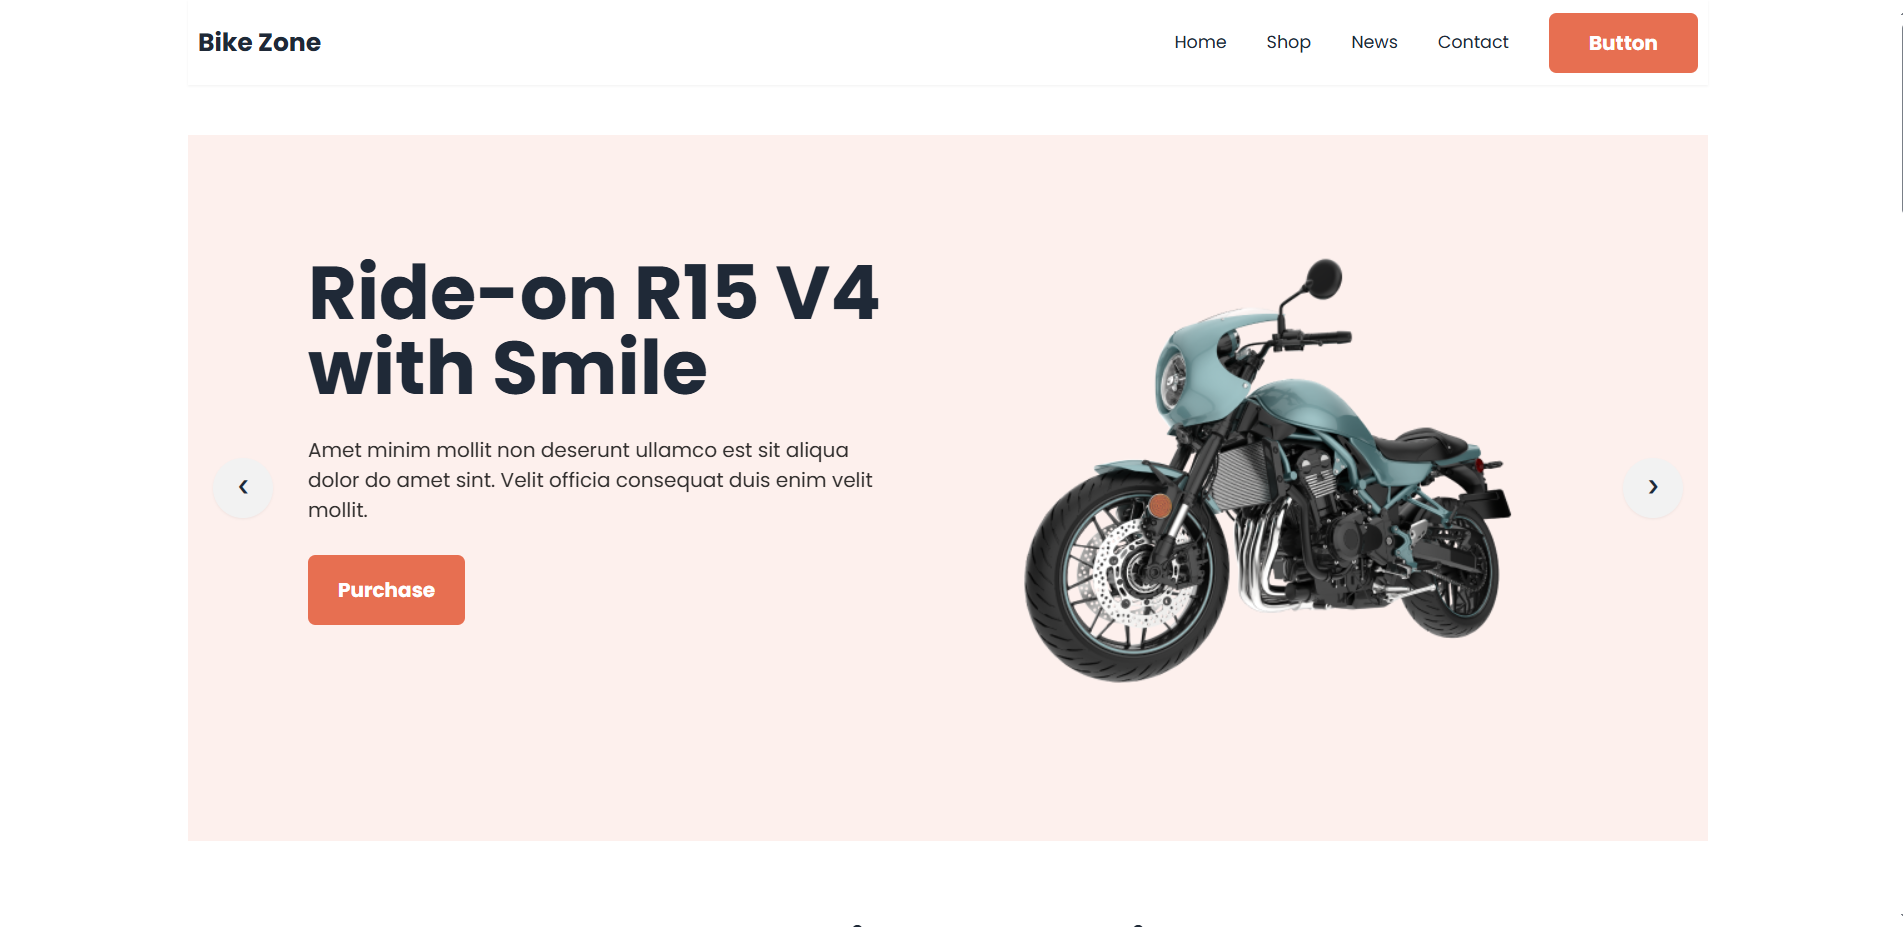 Bike Zone
Home Shop News Contact Button
Ride-on R15 V4
with Smile
Amet minim mollit non deserunt ullamco est sit aliqua
dolor do amet sint. Velit officia consequat duis enim velit
mollit.
‹
›
Purchase